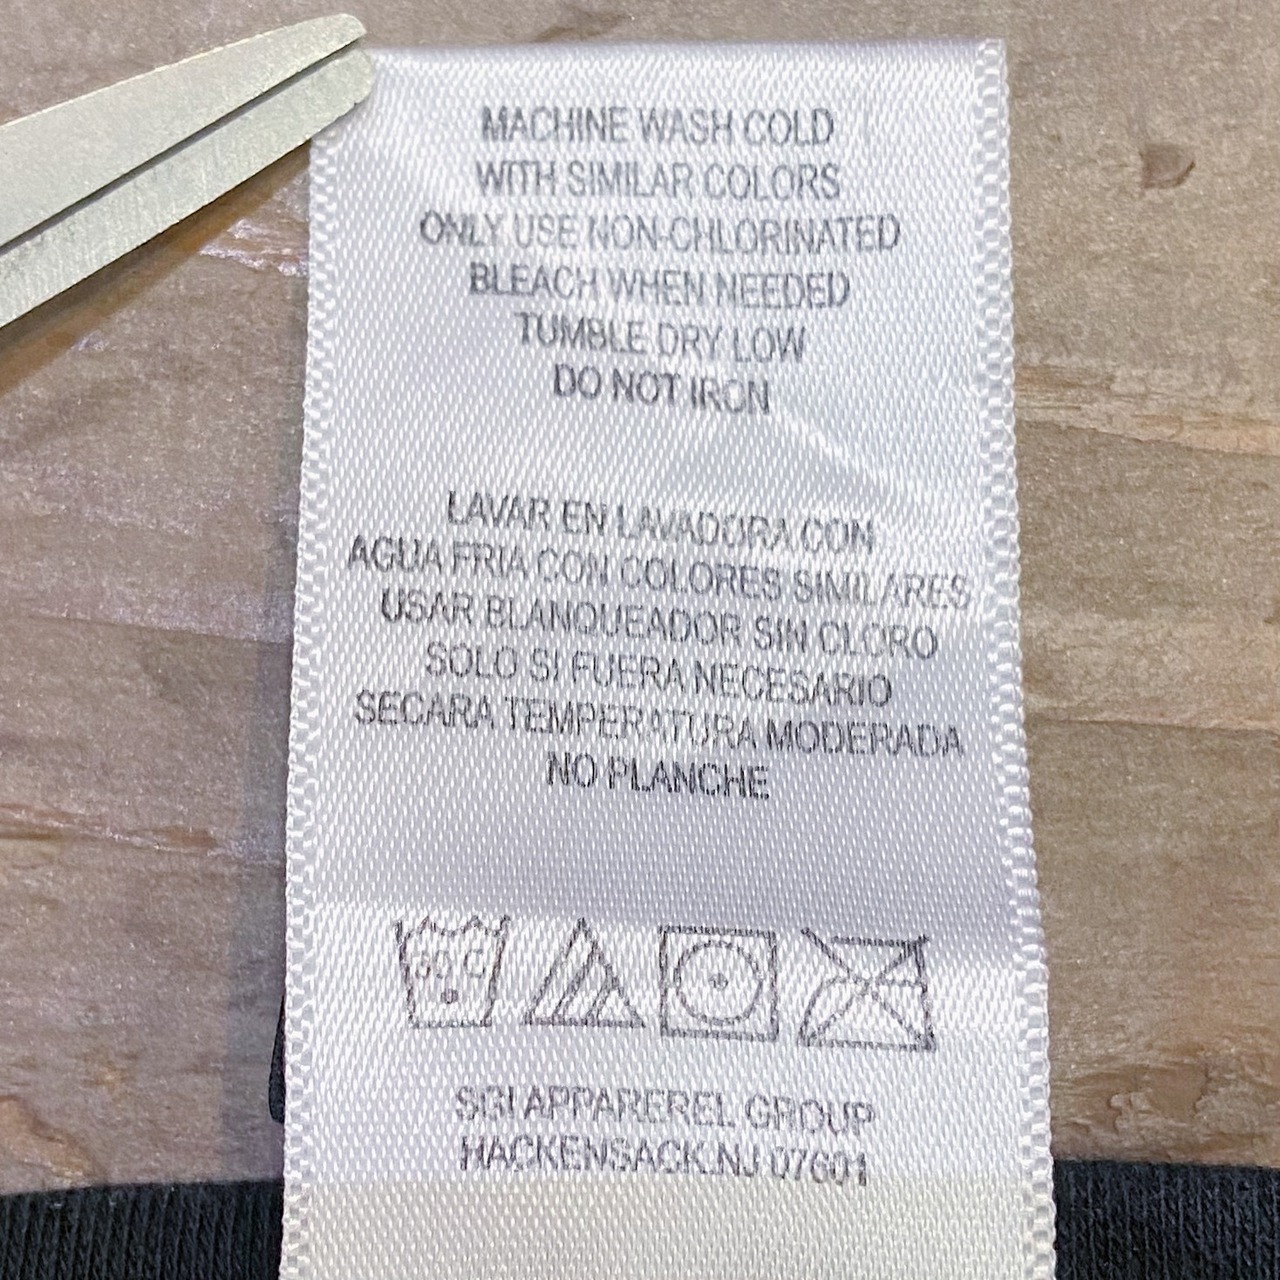 MACHINE WASH COLD
WITH SIMILAR COLORS
ONLY USE NON-CHLORINATED
BLEACH WHEN NEEDED
TUMBLE DRY LOW
DO NOT IRON
LAVAR EN LAVADORA CON
AGUA FRIA CON COLORES SIMILARES
USAR BLANQUEADOR SIN CLORO
SOLO SI FUERA NECESARIO
SECARA TEMPERATURA MODERADA
NO PLANCHE
SGI APPAREREL GROUP
HACKENSACK,NJ 07601